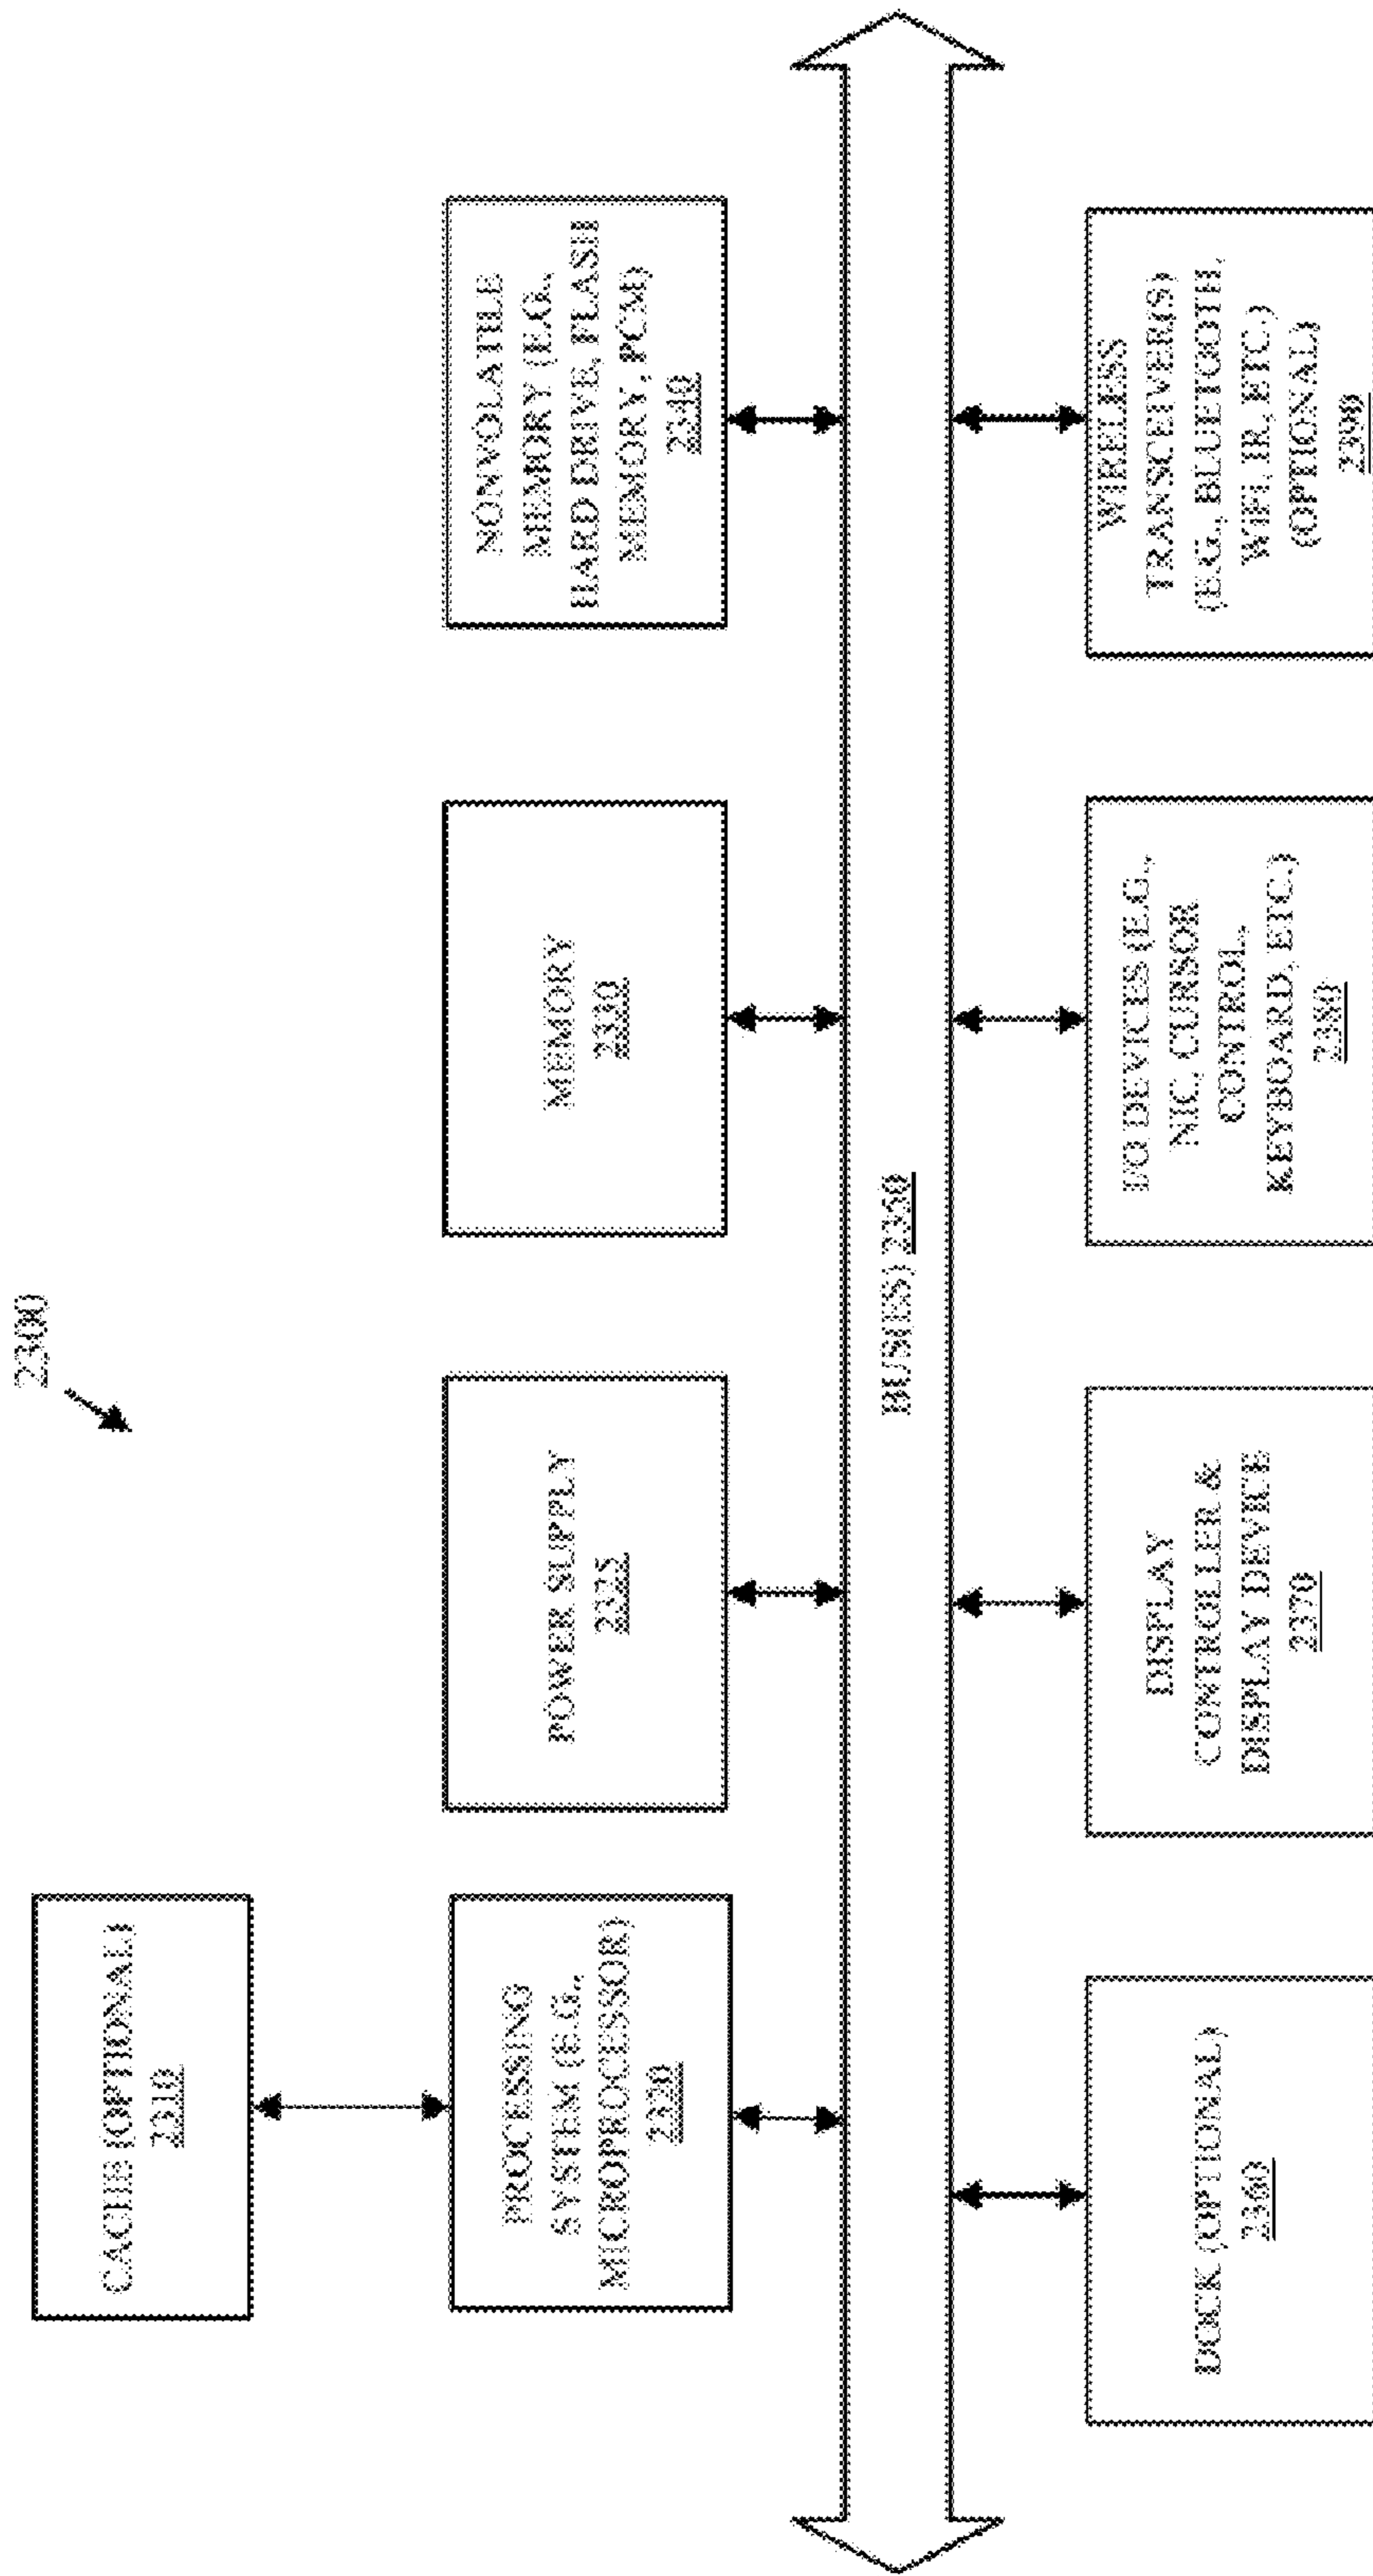 2300
CACHE (OPTIONAL)
2310
PROCESSING
SYSTEM (E.G.,
MICROPROCESSOR)
2320
POWER SUPPLY
2325
MEMORY
2330
NONVOLATILE
MEMORY (E.G.,
HARD DRIVE, FLASH
MEMORY, PCM)
2340
BUS(ES) 2350
DOCK (OPTIONAL)
2360
DISPLAY
CONTROLLER &
DISPLAY DEVICE
2370
I/O DEVICES (E.G.,
NIC, CURSOR
CONTROL,
KEYBOARD, ETC.)
2380
WIRELESS
TRANSCEIVER(S)
(E.G., BLUETOOTH,
WIFI, IR, ETC.)
(OPTIONAL)
2390